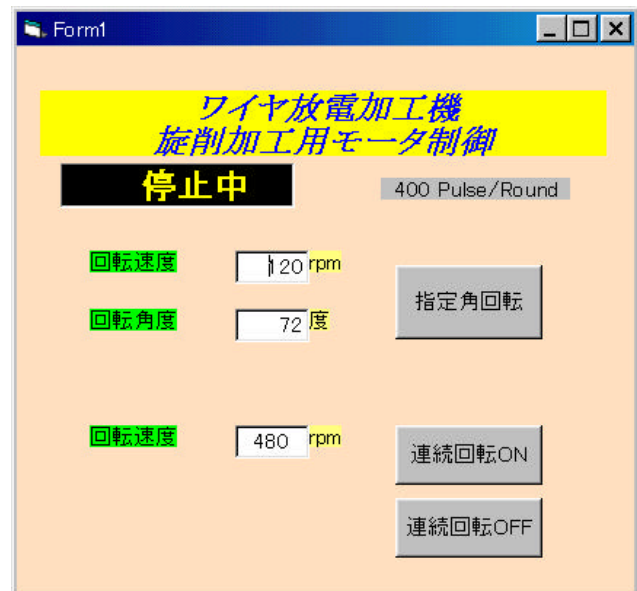 Form1
ワイヤ放電加工機
旋削加工用モータ制御
停止中
400 Pulse/Round
回転速度 120 rpm
回転角度 72 度
指定角回転
回転速度 480 rpm
連続回転ON
連続回転OFF